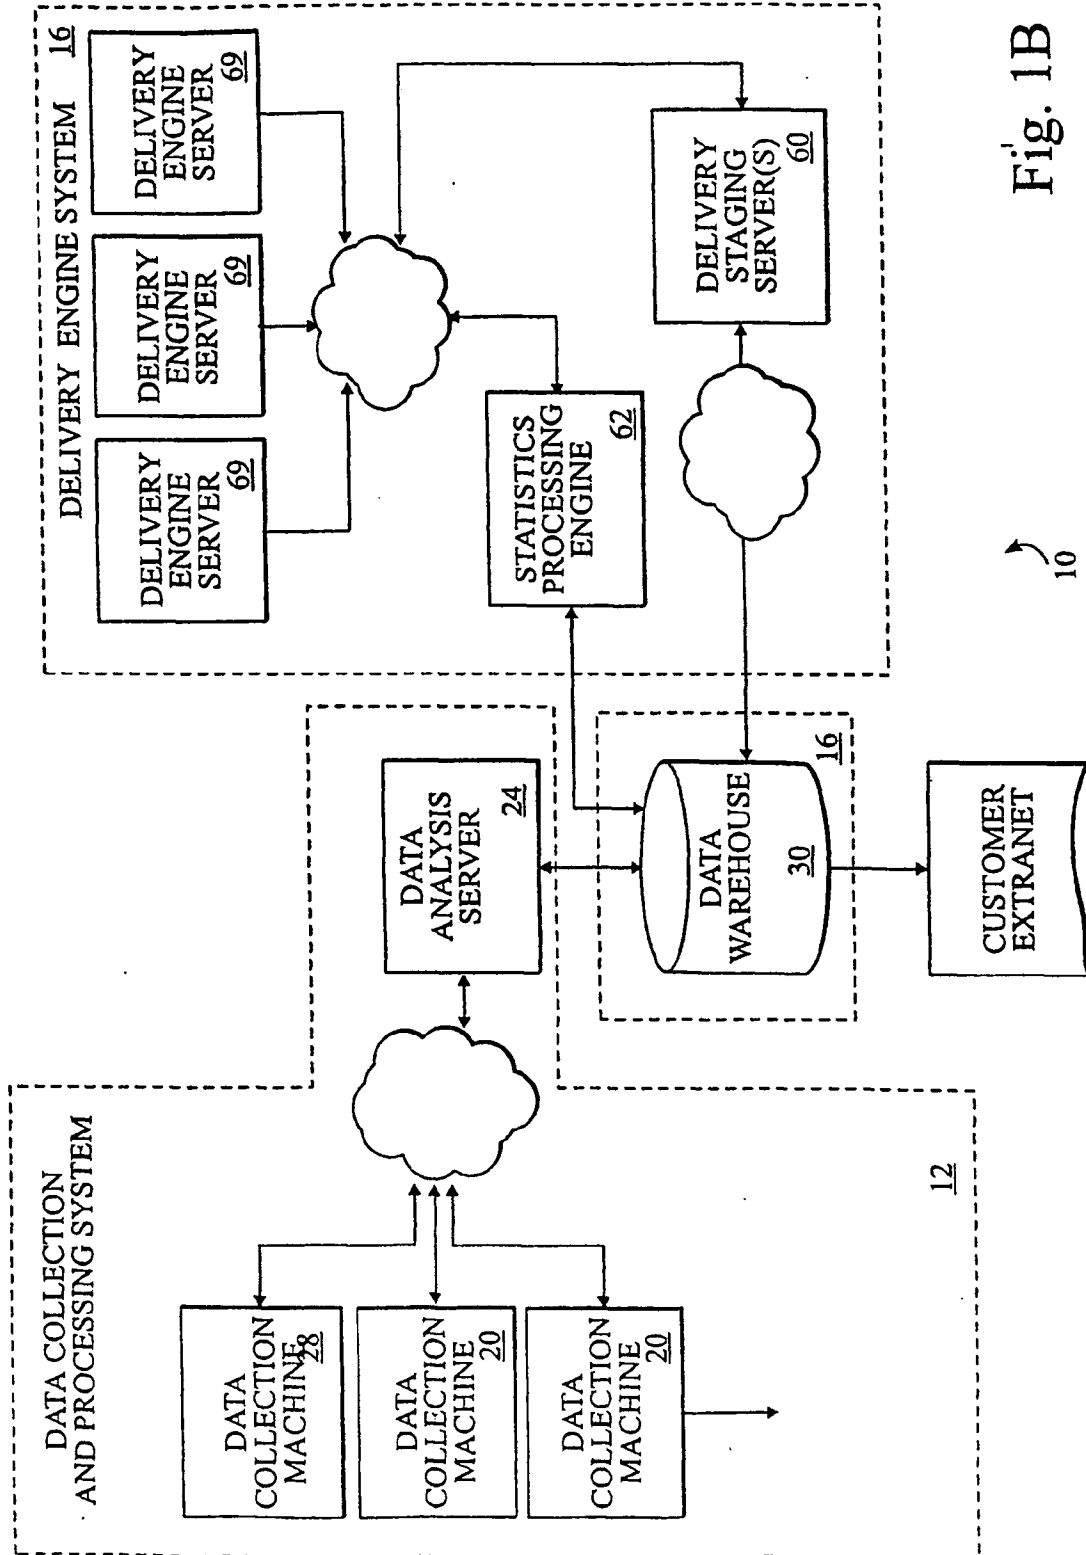 DATA COLLECTION
AND PROCESSING SYSTEM
DATA
COLLECTION
MACHINE
28
DATA
COLLECTION
MACHINE
20
DATA
COLLECTION
MACHINE
20
12
DATA
ANALYSIS
SERVER
24
DATA
WAREHOUSE
30
16
CUSTOMER
EXTRANET
DELIVERY ENGINE SYSTEM
16
DELIVERY
ENGINE
SERVER
69
DELIVERY
ENGINE
SERVER
69
DELIVERY
ENGINE
SERVER
69
STATISTICS
PROCESSING
ENGINE
62
DELIVERY
STAGING
SERVER(S)
60
10
Fig. 1B